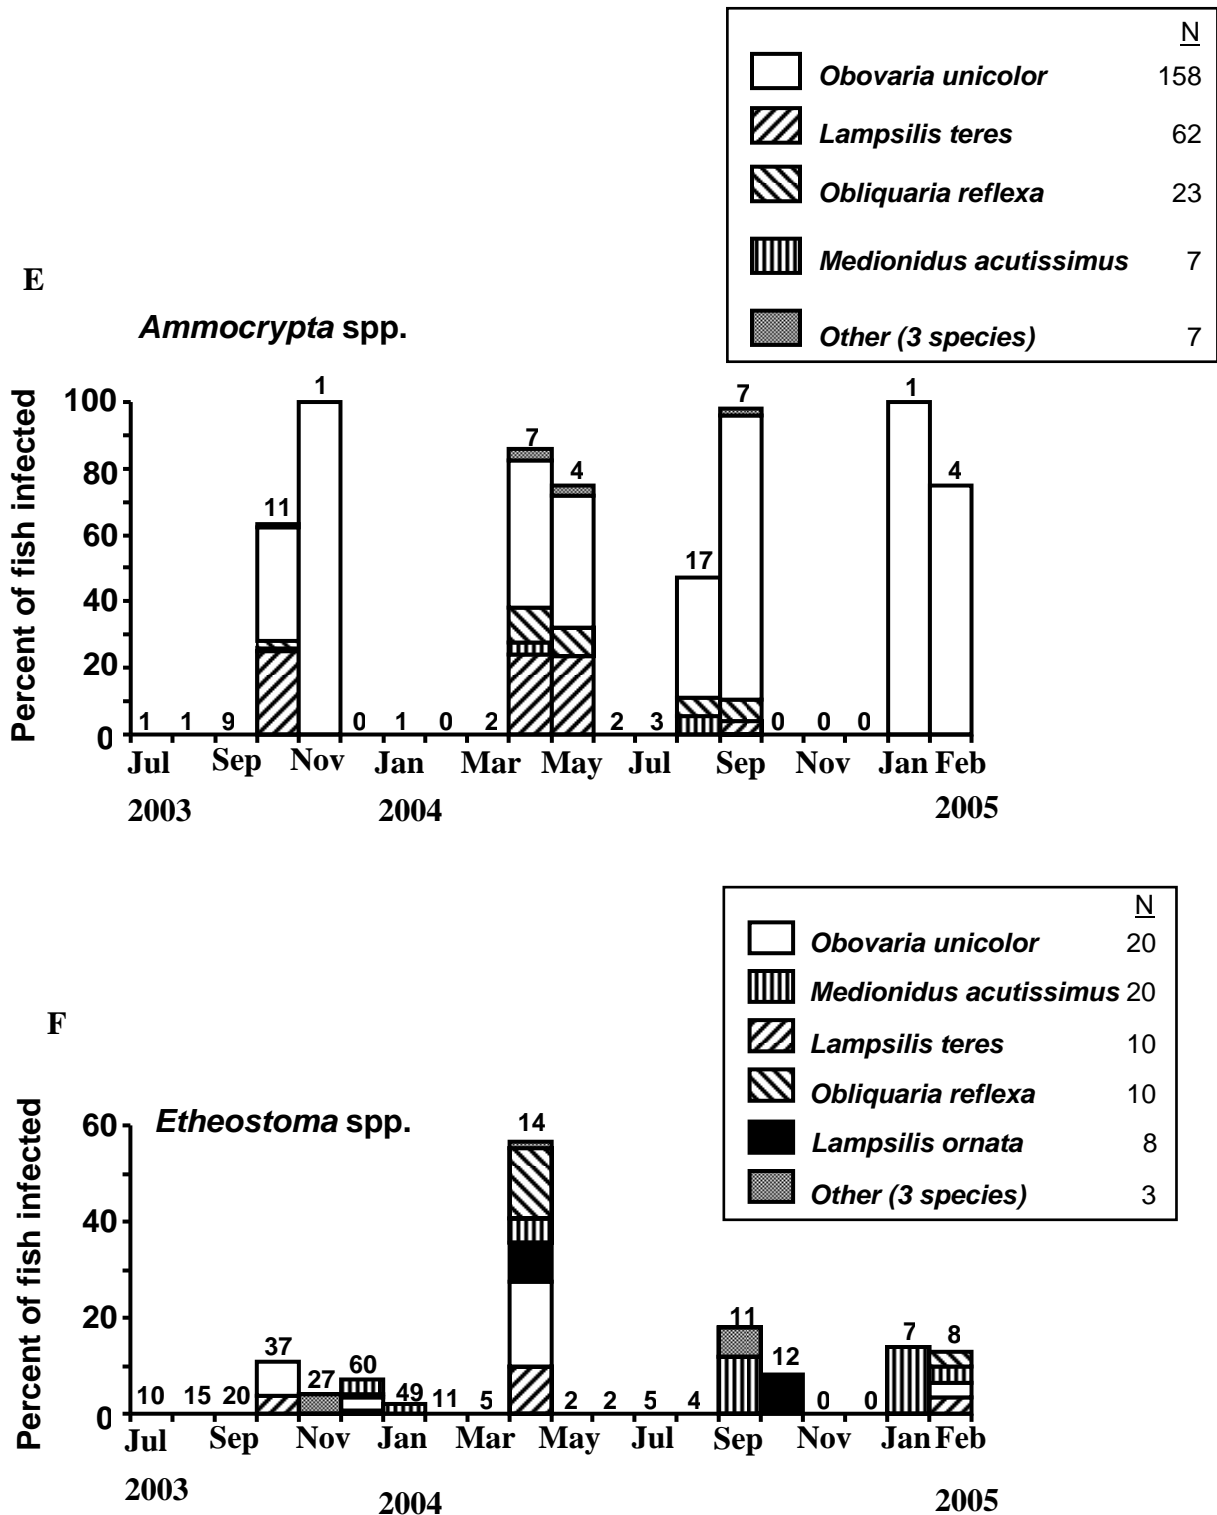 N
Obovaria unicolor 158
Lampsilis teres 62
Obliquaria reflexa 23
Medionidus acutissimus 7
Other (3 species) 7
E
Ammocrypta spp.
Percent of fish infected
100
80
60
40
20
0
1 1 9 11 1 0 1 0 2 7 4 2 3 17 7 0 0 0 1 4
Jul Sep Nov Jan Mar May Jul Sep Nov Jan Feb
2003 2004 2005
N
Obovaria unicolor 20
Medionidus acutissimus 20
Lampsilis teres 10
Obliquaria reflexa 10
Lampsilis ornata 8
Other (3 species) 3
F
Etheostoma spp.
Percent of fish infected
60
40
20
0
10 15 20 37 27 60 49 11 5 14 2 2 5 4 11 12 0 0 7 8
Jul Sep Nov Jan Mar May Jul Sep Nov Jan Feb
2003 2004 2005